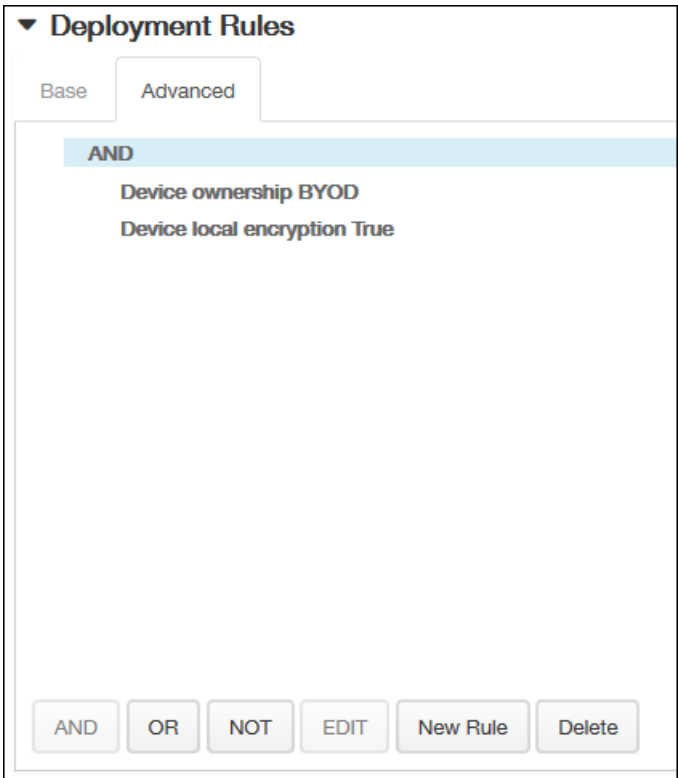 Deployment Rules
Base Advanced
AND
Device ownership BYOD
Device local encryption True
AND OR NOT EDIT New Rule Delete